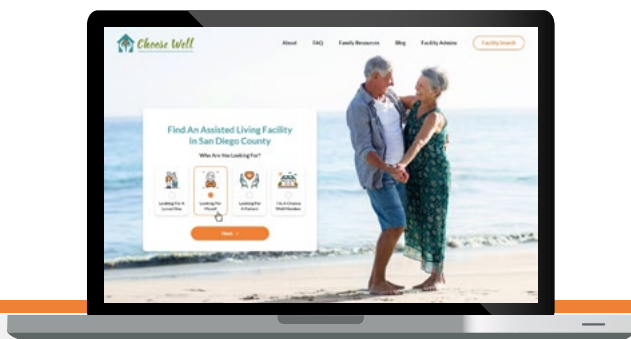 Choose Well
About FAQ Family Resources Blog Facility Admins Facility Search
Find An Assisted Living Facility
In San Diego County
Who Are You Looking For?
Looking For A
Loved One
Looking For
Myself
Looking For
A Patient
I'm A Choose
Well Member
Next >